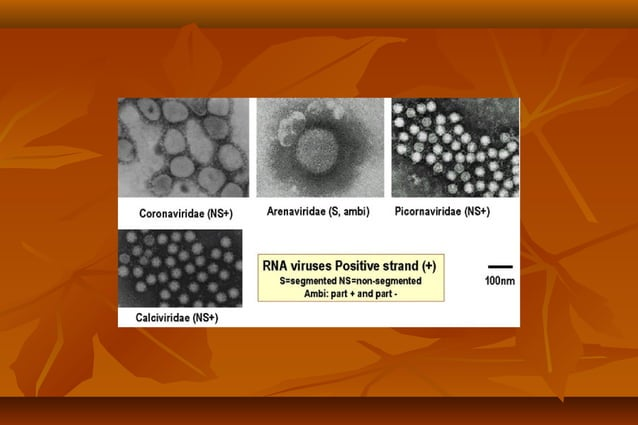 Coronaviridae (NS+)
Arenaviridae (S, ambi)
Picornaviridae (NS+)
Calciviridae (NS+)
RNA viruses Positive strand (+)
S=segmented NS=non-segmented
Ambi: part + and part -
100nm